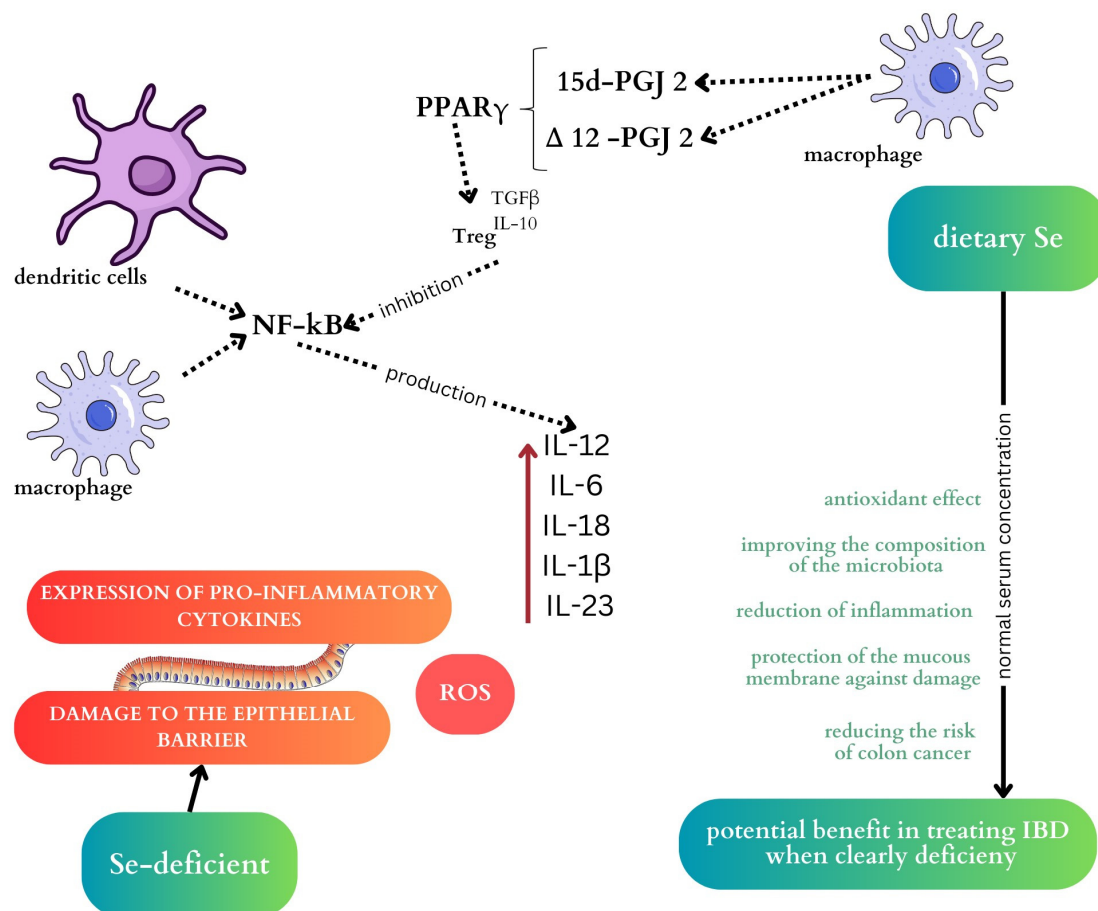 15d-PGJ 2
PPARγ
Δ 12 -PGJ 2
macrophage
TGFβ
IL-10
Treg
dietary Se
dendritic cells
inhibition
NF-kB
production
macrophage
IL-12
IL-6
IL-18
IL-1β
IL-23
normal serum concentration
antioxidant effect
improving the composition
of the microbiota
reduction of inflammation
protection of the mucous
membrane against damage
reducing the risk
of colon cancer
EXPRESSION OF PRO-INFLAMMATORY
CYTOKINES
ROS
DAMAGE TO THE EPITHELIAL
BARRIER
Se-deficient
potential benefit in treating IBD
when clearly deficieny